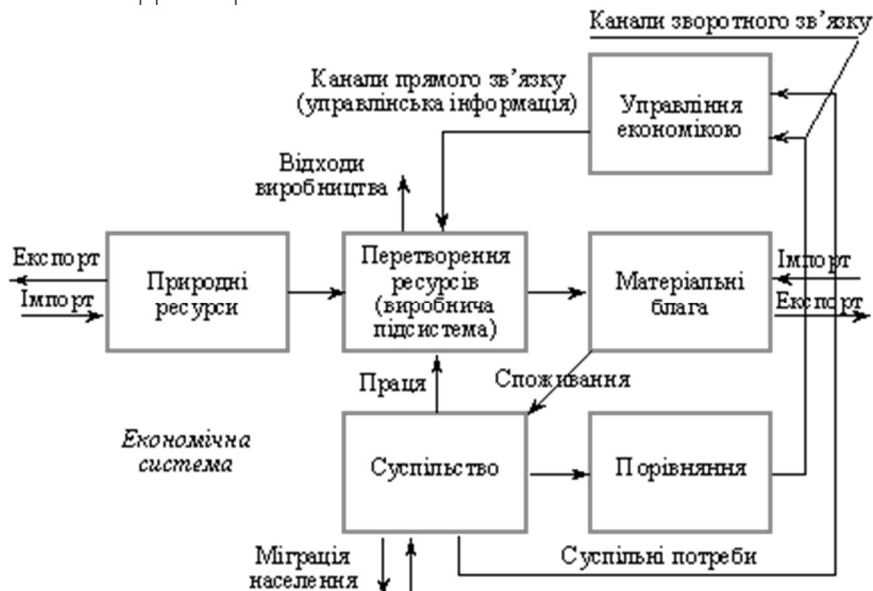 Канали зворотного зв’язку
Канали прямого зв’язку
(управлінська інформація)
Управління
економікою
Відходи
виробництва
Експорт
Імпорт
Природні
ресурси
Перетворення
ресурсів
(виробнича
підсистема)
Матеріальні
блага
Імпорт
Експорт
Праця
Споживання
Економічна
система
Суспільство
Порівняння
Міграція
населення
Суспільні потреби